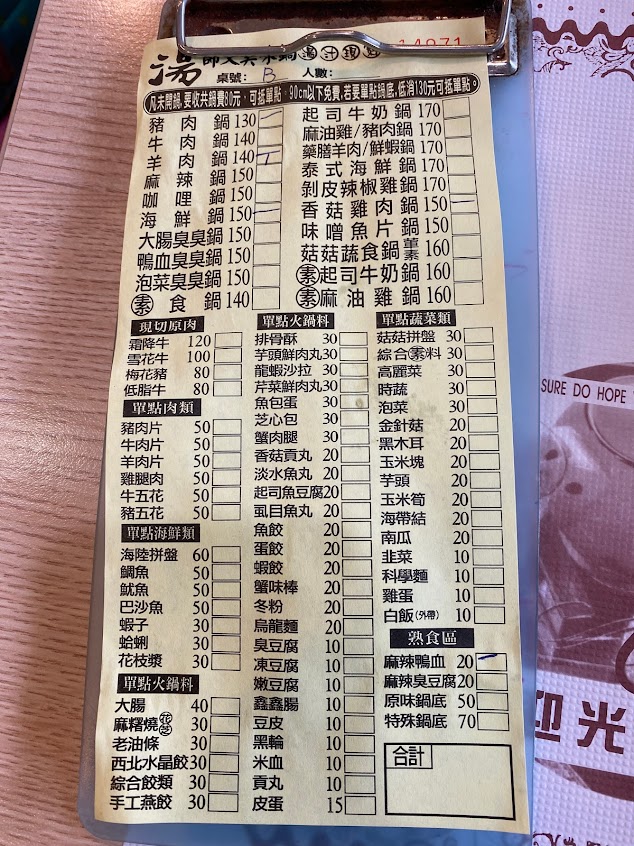 湯 師
湯汁現熬
14071
桌號: B 人數:
凡未開鍋,要收共鍋費80元,可抵單點。90cm以下免費,若要單點鍋底,低消130元可抵單點。
豬肉鍋 130
牛肉鍋 140
羊肉鍋 140
麻辣鍋 150
咖哩鍋 150
海鮮鍋 150
大腸臭臭鍋 150
鴨血臭臭鍋 150
泡菜臭臭鍋 150
素食鍋 140
起司牛奶鍋 170
麻油雞/豬肉鍋 170
藥膳羊肉/鮮蝦鍋 170
泰式海鮮鍋 170
剝皮辣椒雞鍋 170
香菇雞肉鍋 150
味噌魚片鍋 150
菇菇蔬食鍋 葷素 160
素起司牛奶鍋 160
素麻油雞鍋 160
現切原肉
霜降牛 120
雪花牛 100
梅花豬 80
低脂牛 80
單點肉類
豬肉片 50
牛肉片 50
羊肉片 50
雞腿肉 50
牛五花 50
豬五花 50
單點海鮮類
海陸拼盤 60
鯛魚 50
魷魚 50
巴沙魚 50
蝦子 30
蛤蜊 30
花枝漿 30
單點火鍋料
大腸 40
麻糬燒 花芝 30
老油條 30
西北水晶餃 30
綜合餃類 30
手工燕餃 30
單點火鍋料
排骨酥 30
芋頭鮮肉丸 30
龍蝦沙拉 30
芹菜鮮肉丸 30
魚包蛋 30
芝心包 30
蟹肉腿 30
香菇貢丸 20
淡水魚丸 20
起司魚豆腐 20
虱目魚丸 20
魚餃 20
蛋餃 20
蝦餃 20
蟹味棒 20
冬粉 20
烏龍麵 20
臭豆腐 10
凍豆腐 10
嫩豆腐 10
鑫鑫腸 10
豆皮 10
黑輪 10
米血 10
貢丸 10
皮蛋 15
單點蔬菜類
菇菇拼盤 30
綜合素料 30
高麗菜 30
時蔬 30
泡菜 30
金針菇 20
黑木耳 20
玉米塊 20
芋頭 20
玉米筍 20
海帶結 20
南瓜 20
韭菜 10
科學麵 10
雞蛋 10
白飯(外帶) 10
熟食區
麻辣鴨血 20
麻辣臭豆腐 20
原味鍋底 50
特殊鍋底 70
合計
SURE DO HOPE
迎光